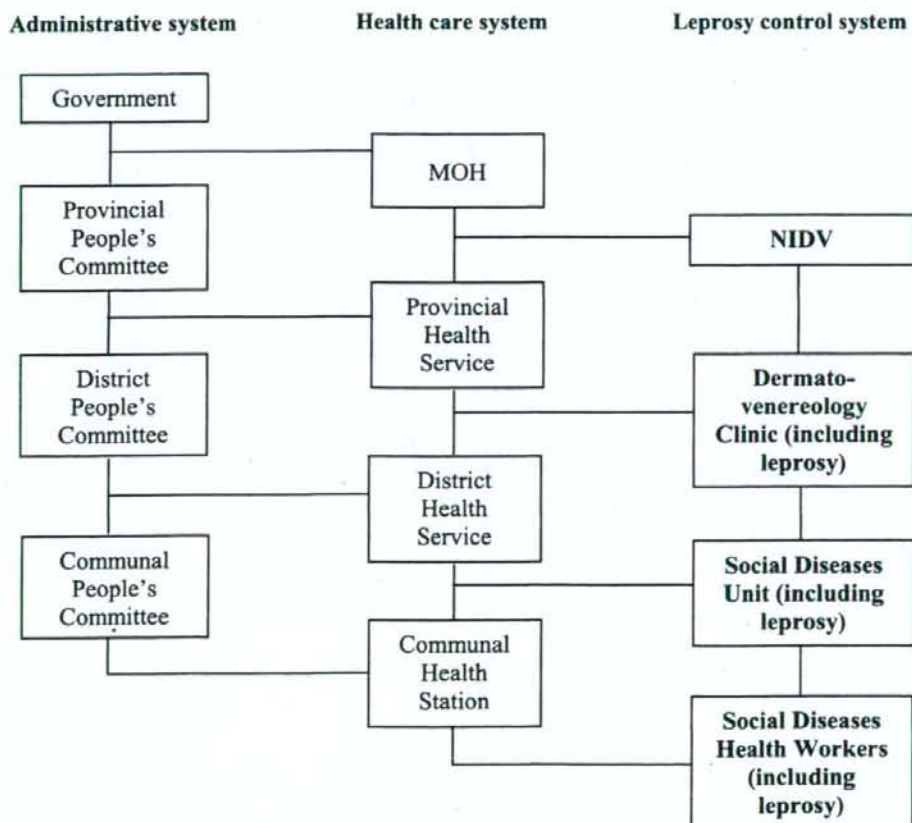 Administrative system
Health care system
Leprosy control system
Government
MOH
Provincial
People's
Committee
NIDV
Provincial
Health
Service
District
People's
Committee
Dermato-
venereology
Clinic (including
leprosy)
District
Health
Service
Communal
People's
Committee
Social Diseases
Unit (including
leprosy)
Communal
Health
Station
Social Diseases
Health Workers
(including
leprosy)